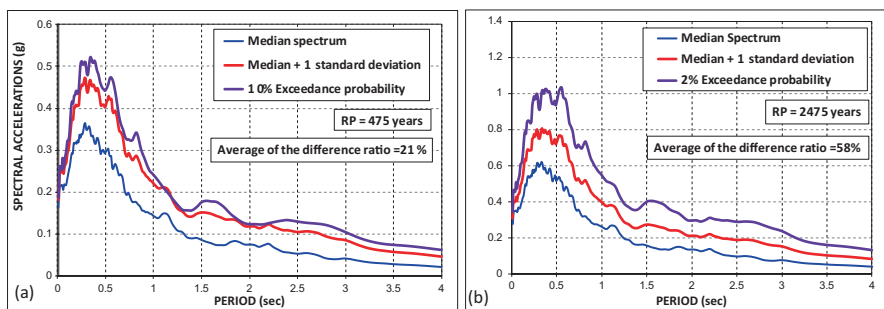 SPECTRAL ACCELERATIONS (g)
0.6
0.5
0.4
0.3
0.2
0.1
0
Median spectrum
Median + 1 standard deviation
1 0% Exceedance probability
RP = 475 years
Average of the difference ratio =21 %
(a)
0 0.5 1 1.5 2 2.5 3 3.5 4
PERIOD (sec)
1.4
1.2
1
0.8
0.6
0.4
0.2
0
Median Spectrum
Median + 1 standard deviation
2% Exceedance probability
RP = 2475 years
Average of the difference ratio =58%
(b)
0 0.5 1 1.5 2 2.5 3 3.5 4
PERIOD (sec)